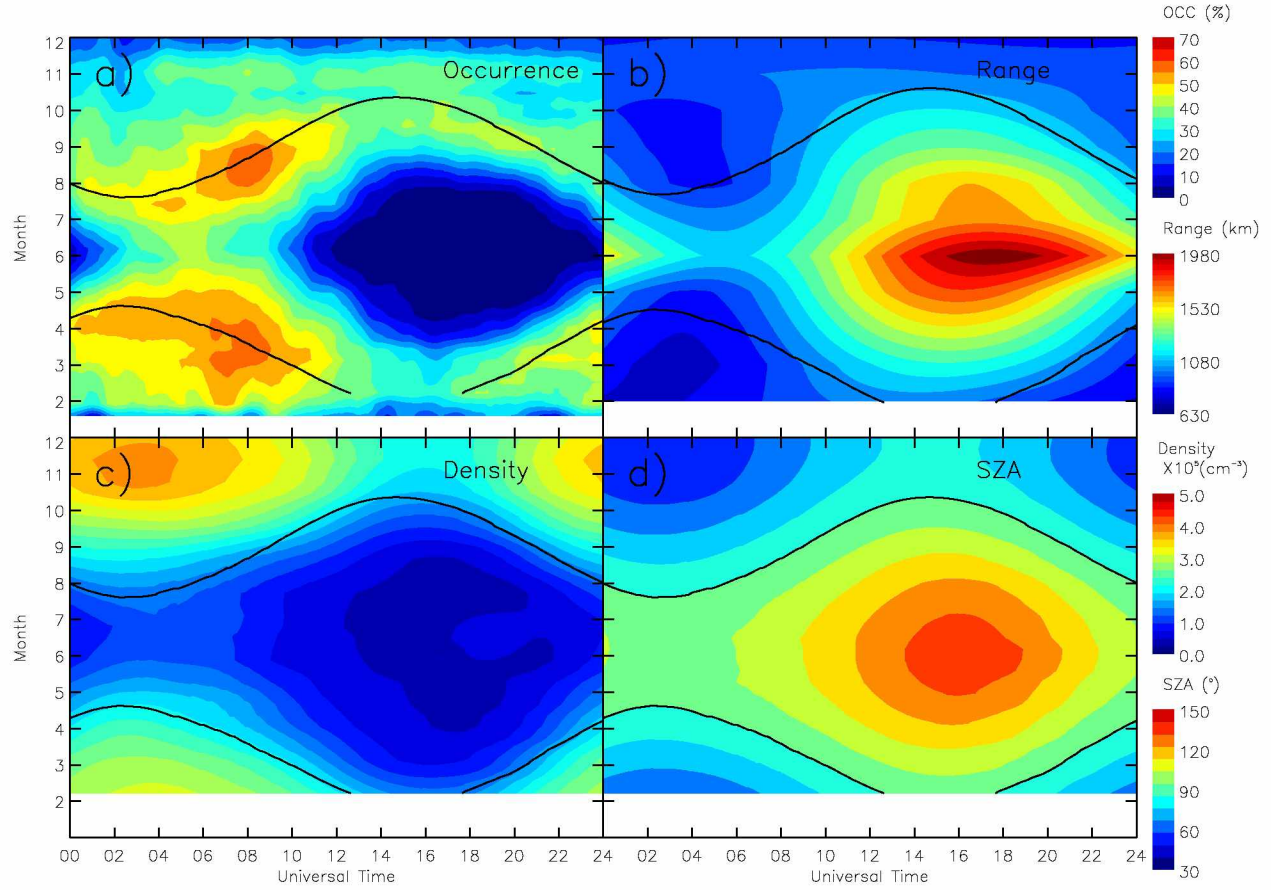 OCC (%)
12
11
10
9
8
7
6
5
4
3
2
Month
a)
Occurrence
b)
Range
70
60
50
40
30
20
10
0
Range (km)
1980
1530
1080
630
12
11
10
9
8
7
6
5
4
3
2
Month
c)
Density
d)
SZA
Density
X10⁵(cm⁻³)
5.0
4.0
3.0
2.0
1.0
0.0
SZA (°)
150
120
90
60
30
00 02 04 06 08 10 12 14 16 18 20 22 24 02 04 06 08 10 12 14 16 18 20 22 24
Universal Time
Universal Time